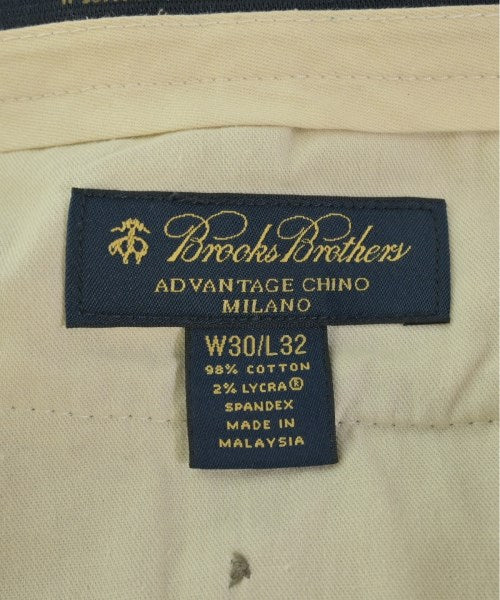 Brooks Brothers
ADVANTAGE CHINO
MILANO
W30/L32
98% COTTON
2% LYCRA®
SPANDEX
MADE IN
MALAYSIA